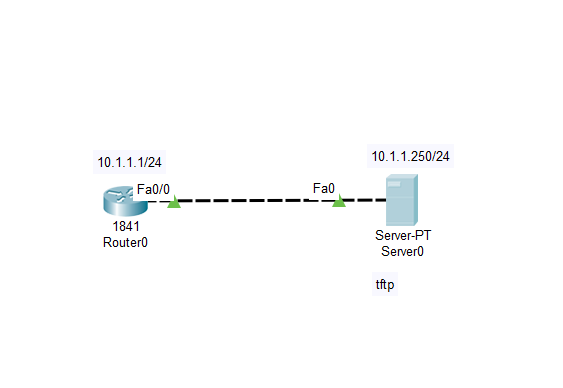 10.1.1.1/24
Fa0/0
1841
Router0
10.1.1.250/24
Fa0
Server-PT
Server0
tftp